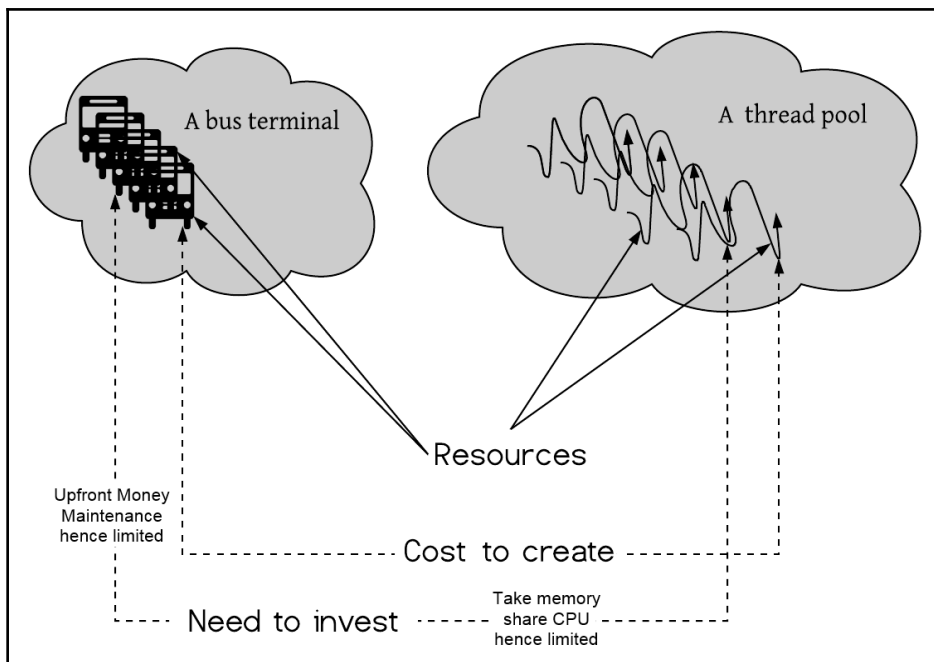 A bus terminal
A thread pool
Resources
Upfront Money
Maintenance
hence limited
Cost to create
Need to invest
Take memory
share CPU
hence limited